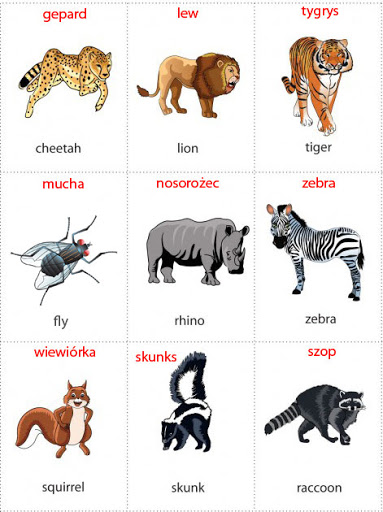 gepard
lew
tygrys
cheetah
lion
tiger
mucha
nosorożec
zebra
fly
rhino
zebra
wiewiórka
skunks
szop
squirrel
skunk
raccoon